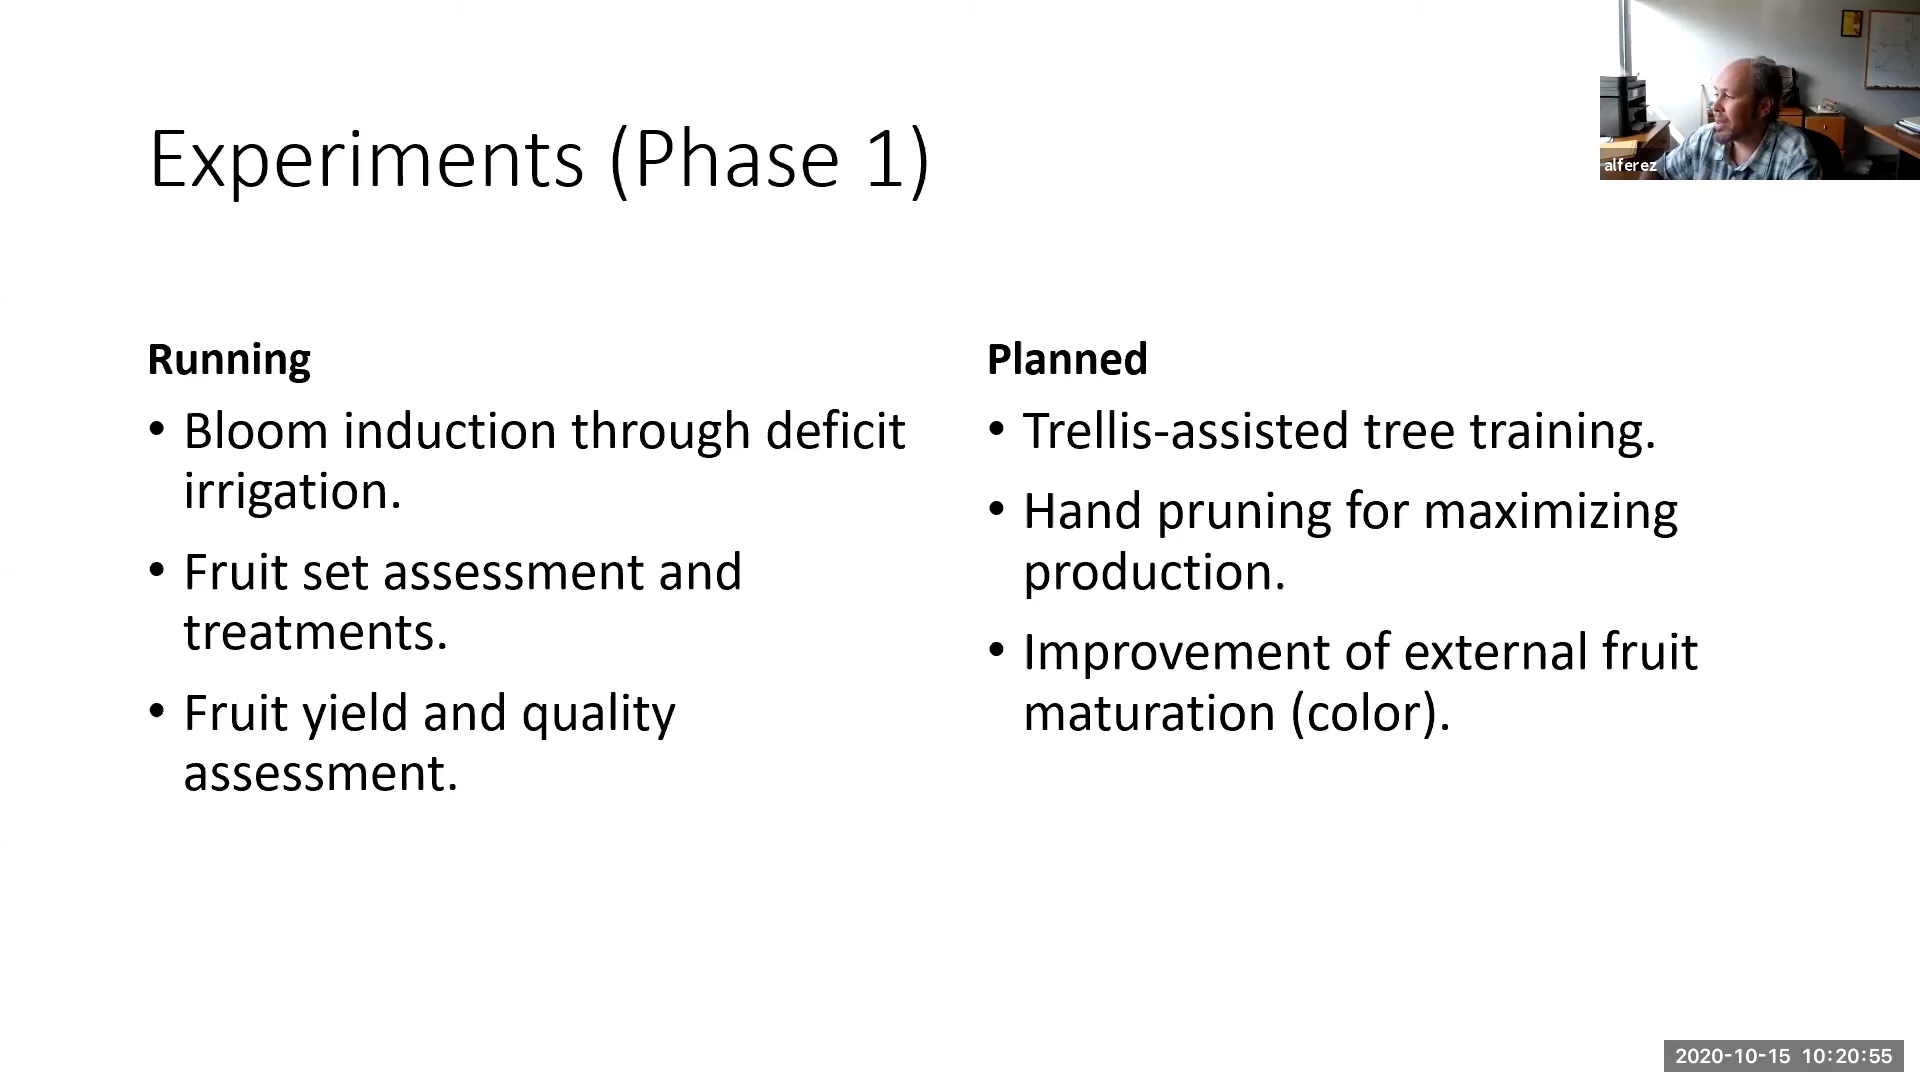 Experiments (Phase 1)
alferez
Running
• Bloom induction through deficit
irrigation.
• Fruit set assessment and
treatments.
• Fruit yield and quality
assessment.
Planned
• Trellis-assisted tree training.
• Hand pruning for maximizing
production.
• Improvement of external fruit
maturation (color).
2020-10-15 10:20:55